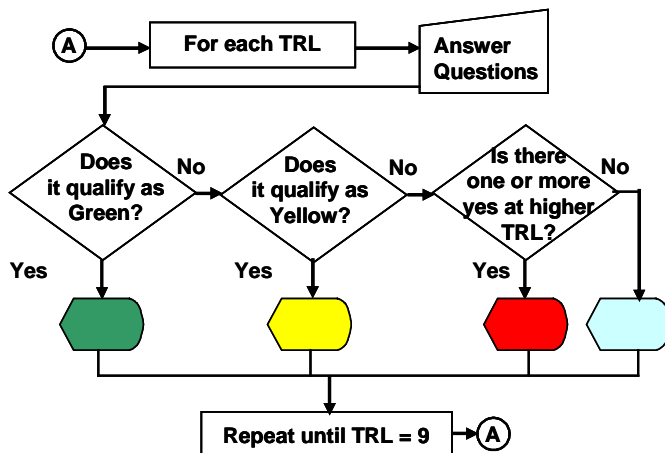 A
For each TRL
Answer
Questions
Does
it qualify as
Green?
No
Does
it qualify as
Yellow?
No
Is there
one or more
yes at higher
TRL?
No
Yes
Yes
Yes
Repeat until TRL = 9
A